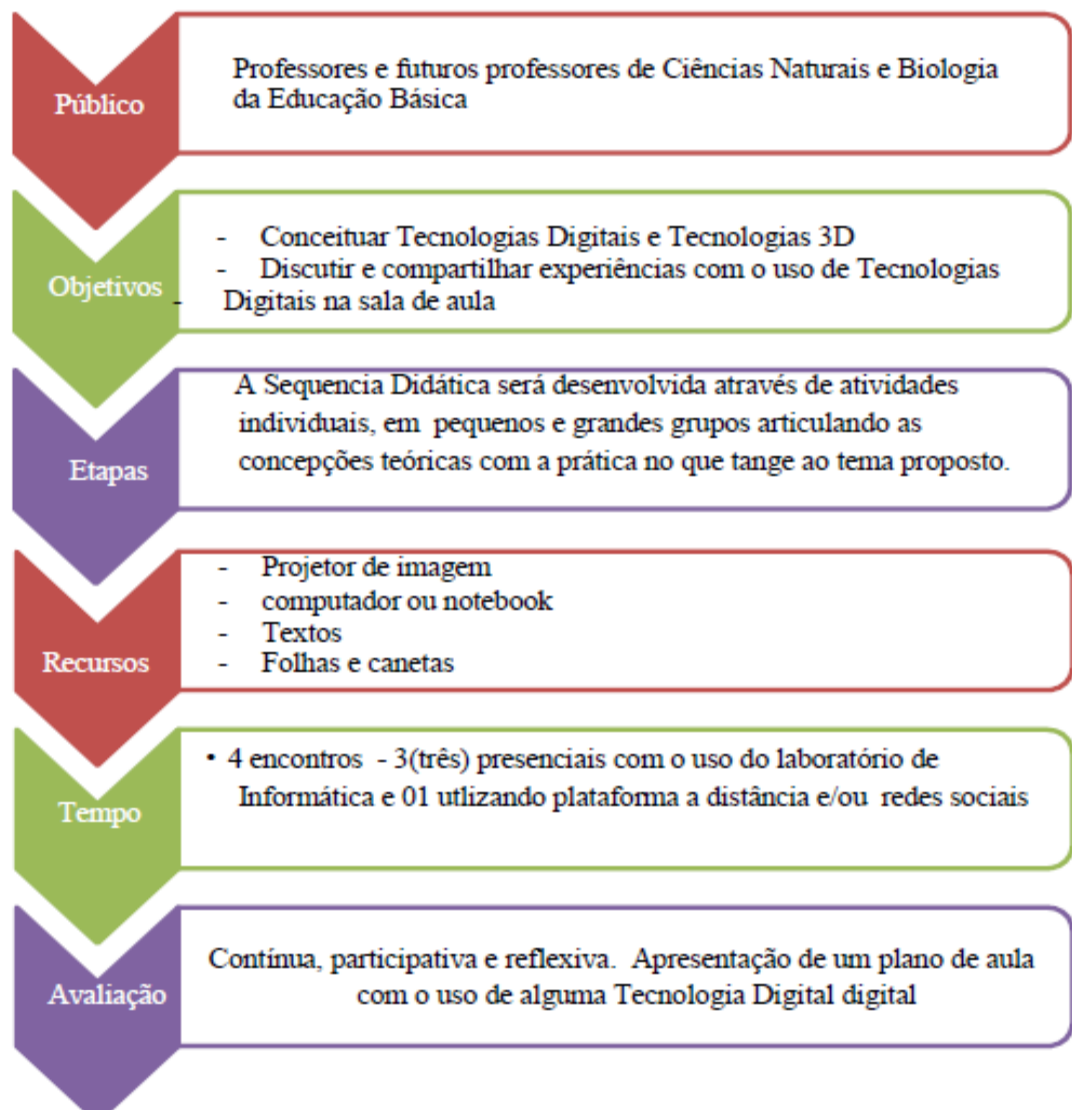 Público
Professores e futuros professores de Ciências Naturais e Biologia
da Educação Básica
Objetivos
- Conceituar Tecnologias Digitais e Tecnologias 3D
- Discutir e compartilhar experiências com o uso de Tecnologias
- Digitais na sala de aula
Etapas
A Sequencia Didática será desenvolvida através de atividades
individuais, em pequenos e grandes grupos articulando as
concepções teóricas com a prática no que tange ao tema proposto.
Recursos
- Projetor de imagem
- computador ou notebook
- Textos
- Folhas e canetas
Tempo
• 4 encontros - 3(três) presenciais com o uso do laboratório de
Informática e 01 utlizando plataforma a distância e/ou redes sociais
Avaliação
Contínua, participativa e reflexiva. Apresentação de um plano de aula
com o uso de alguma Tecnologia Digital digital